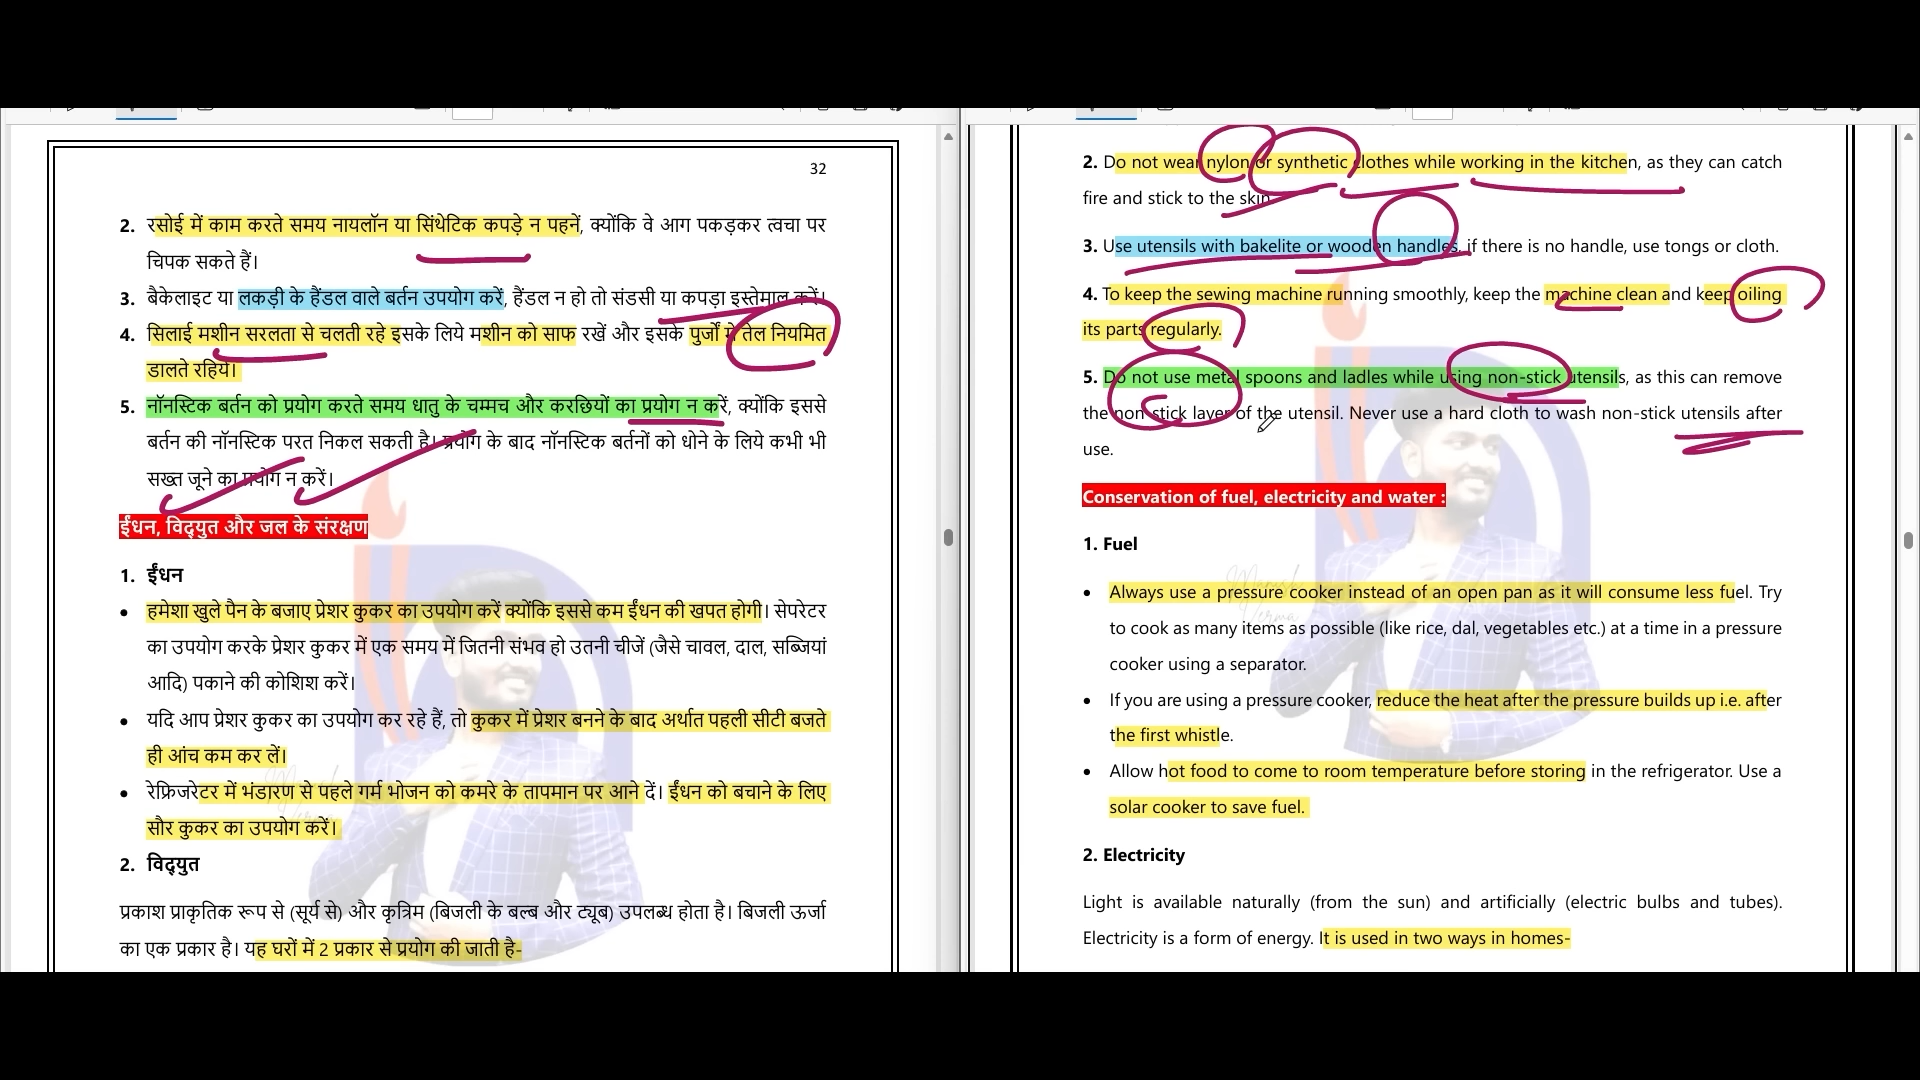 32
2. रसोई में काम करते समय नायलॉन या सिंथेटिक कपड़े न पहनें, क्योंकि वे आग पकड़कर त्वचा पर
चिपक सकते हैं।
3. बैकेलाइट या लकड़ी के हैंडल वाले बर्तन उपयोग करें, हैंडल न हो तो संडसी या कपड़ा इस्तेमाल करें।
4. सिलाई मशीन सरलता से चलती रहे इसके लिये मशीन को साफ रखें और इसके पुर्जों में तेल नियमित
डालते रहिये।
5. नॉनस्टिक बर्तन को प्रयोग करते समय धातु के चम्मच और करछियों का प्रयोग न करें, क्योंकि इससे
बर्तन की नॉनस्टिक परत निकल सकती है। प्रयोग के बाद नॉनस्टिक बर्तनों को धोने के लिये कभी भी
सख्त जूने का प्रयोग न करें।
ईंधन, विद्युत और जल के संरक्षण
1. ईंधन
• हमेशा खुले पैन के बजाए प्रेशर कुकर का उपयोग करें क्योंकि इससे कम ईंधन की खपत होगी। सेपरेटर
का उपयोग करके प्रेशर कुकर में एक समय में जितनी संभव हो उतनी चीजें (जैसे चावल, दाल, सब्जियां
आदि) पकाने की कोशिश करें।
• यदि आप प्रेशर कुकर का उपयोग कर रहे हैं, तो कुकर में प्रेशर बनने के बाद अर्थात पहली सीटी बजते
ही आंच कम कर लें।
• रेफ्रिजरेटर में भंडारण से पहले गर्म भोजन को कमरे के तापमान पर आने दें। ईंधन को बचाने के लिए
सौर कुकर का उपयोग करें।
2. विद्युत
प्रकाश प्राकृतिक रूप से (सूर्य से) और कृत्रिम (बिजली के बल्ब और ट्यूब) उपलब्ध होता है। बिजली ऊर्जा
का एक प्रकार है। यह घरों में 2 प्रकार से प्रयोग की जाती है-
2. Do not wear nylon or synthetic clothes while working in the kitchen, as they can catch
fire and stick to the skin
3. Use utensils with bakelite or wooden handles, if there is no handle, use tongs or cloth.
4. To keep the sewing machine running smoothly, keep the machine clean and keep oiling
its parts regularly.
5. Do not use metal spoons and ladles while using non-stick utensils, as this can remove
the non stick layer of the utensil. Never use a hard cloth to wash non-stick utensils after
use.
Conservation of fuel, electricity and water :
1. Fuel
• Always use a pressure cooker instead of an open pan as it will consume less fuel. Try
to cook as many items as possible (like rice, dal, vegetables etc.) at a time in a pressure
cooker using a separator.
• If you are using a pressure cooker, reduce the heat after the pressure builds up i.e. after
the first whistle.
• Allow hot food to come to room temperature before storing in the refrigerator. Use a
solar cooker to save fuel.
2. Electricity
Light is available naturally (from the sun) and artificially (electric bulbs and tubes).
Electricity is a form of energy. It is used in two ways in homes-